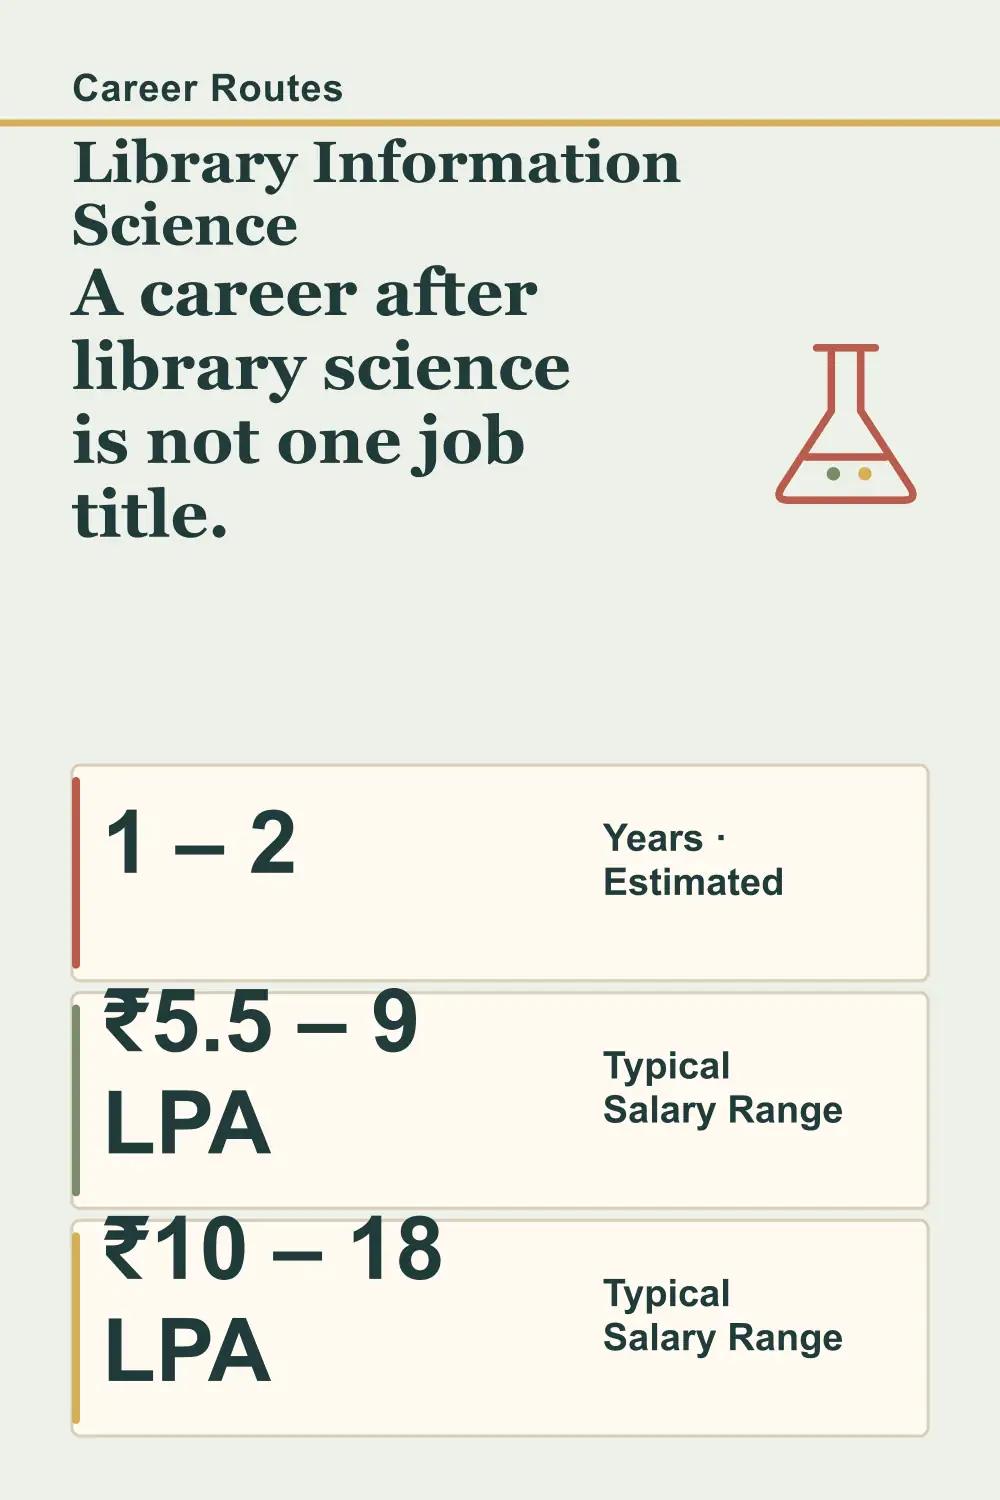 Career Routes
Library Information
Science
A career after
library science
is not one job
title.
1 – 2
Years ·
Estimated
₹5.5 – 9
LPA
Typical
Salary Range
₹10 – 18
LPA
Typical
Salary Range